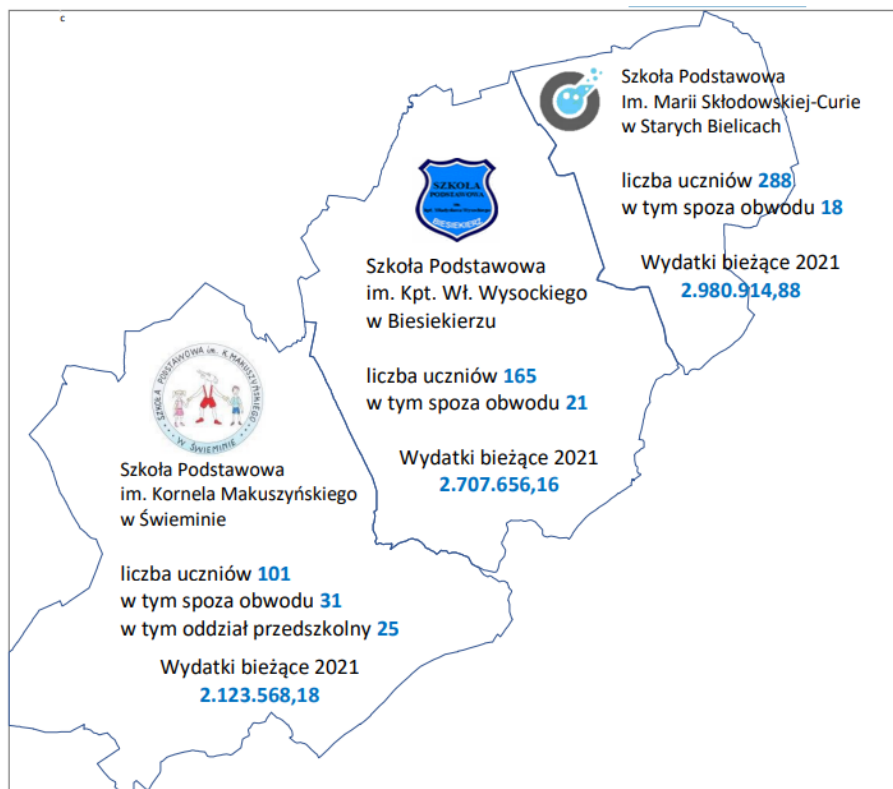 c
Szkoła Podstawowa
Im. Marii Skłodowskiej-Curie
w Starych Bielicach
liczba uczniów 288
w tym spoza obwodu 18
Wydatki bieżące 2021
2.980.914,88
SZKOŁA
PODSTAWOWA
BIESIEKIERZ
Szkoła Podstawowa
im. Kpt. Wł. Wysockiego
w Biesiekierzu
liczba uczniów 165
w tym spoza obwodu 21
Wydatki bieżące 2021
2.707.656,16
SZKOŁA PODSTAWOWA im. K. MAKUSZYŃSKIEGO
W ŚWIEMINIE
Szkoła Podstawowa
im. Kornela Makuszyńskiego
w Świeminie
liczba uczniów 101
w tym spoza obwodu 31
w tym oddział przedszkolny 25
Wydatki bieżące 2021
2.123.568,18